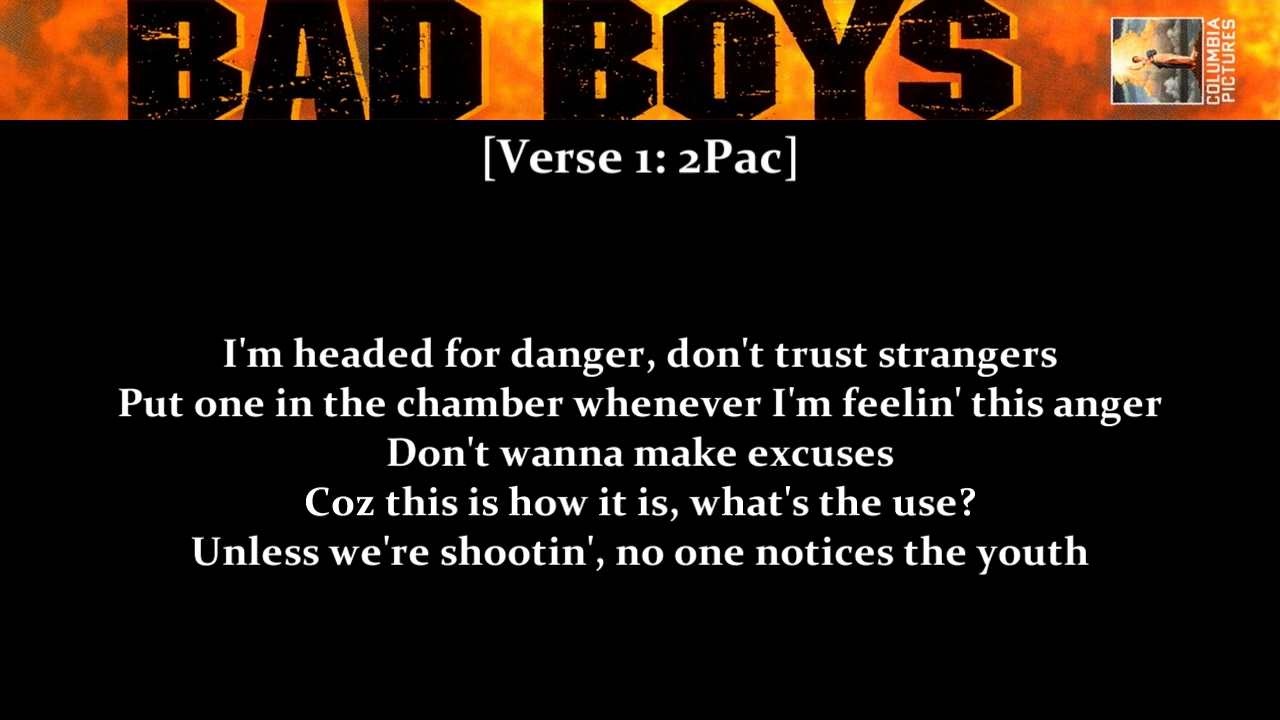 BAD BOYS
COLUMBIA
PICTURES
[Verse 1: 2Pac]
I'm headed for danger, don't trust strangers
Put one in the chamber whenever I'm feelin' this anger
Don't wanna make excuses
Coz this is how it is, what's the use?
Unless we're shootin', no one notices the youth